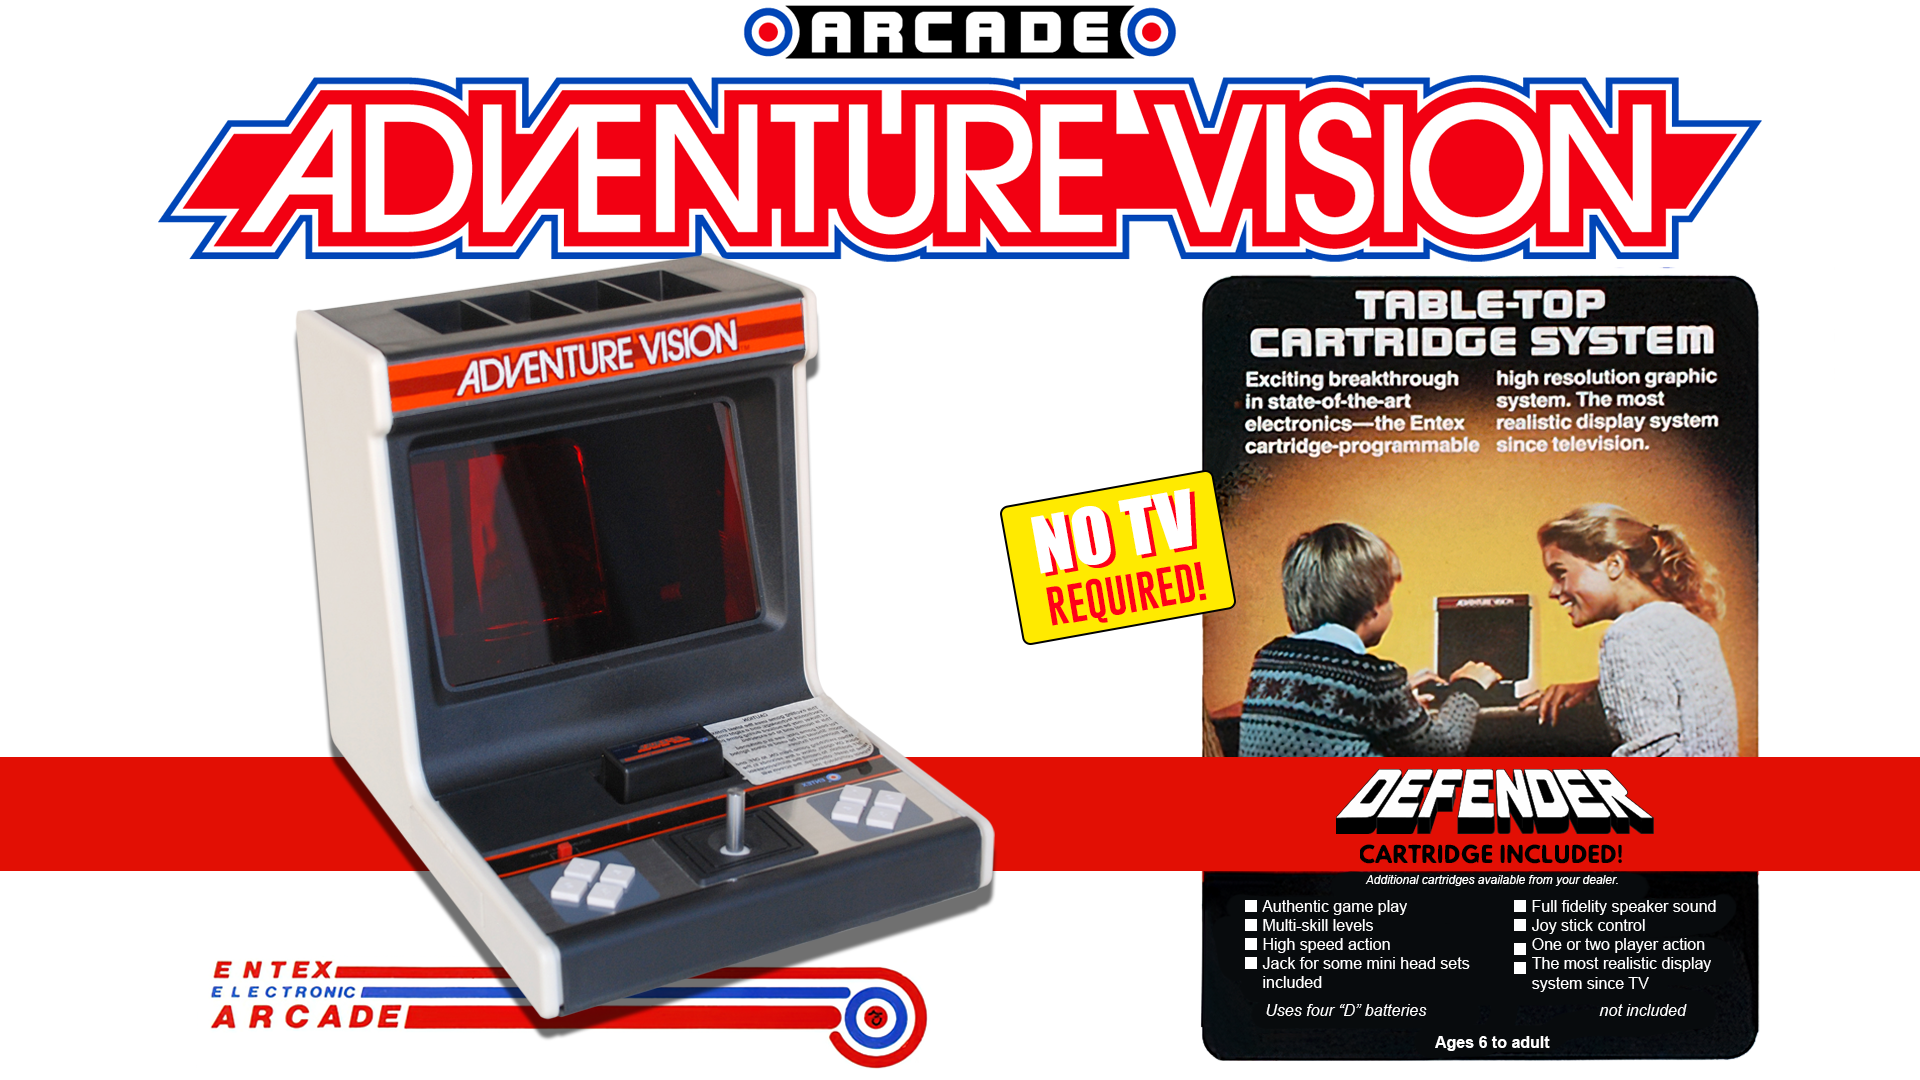 ARCADE
ADVENTURE VISION
ADVENTURE VISION
TABLE-TOP
CARTRIDGE SYSTEM
Exciting breakthrough
in state-of-the-art
electronics—the Entex
cartridge-programmable
high resolution graphic
system. The most
realistic display system
since television.
NO TV
REQUIRED!
ADVENTURE VISION
DEFENDER
CARTRIDGE INCLUDED!
Additional cartridges available from your dealer.
Authentic game play
Multi-skill levels
High speed action
Jack for some mini head sets
included
Full fidelity speaker sound
Joy stick control
One or two player action
The most realistic display
system since TV
Uses four “D” batteries
not included
Ages 6 to adult
ENTEX
ELECTRONIC
ARCADE